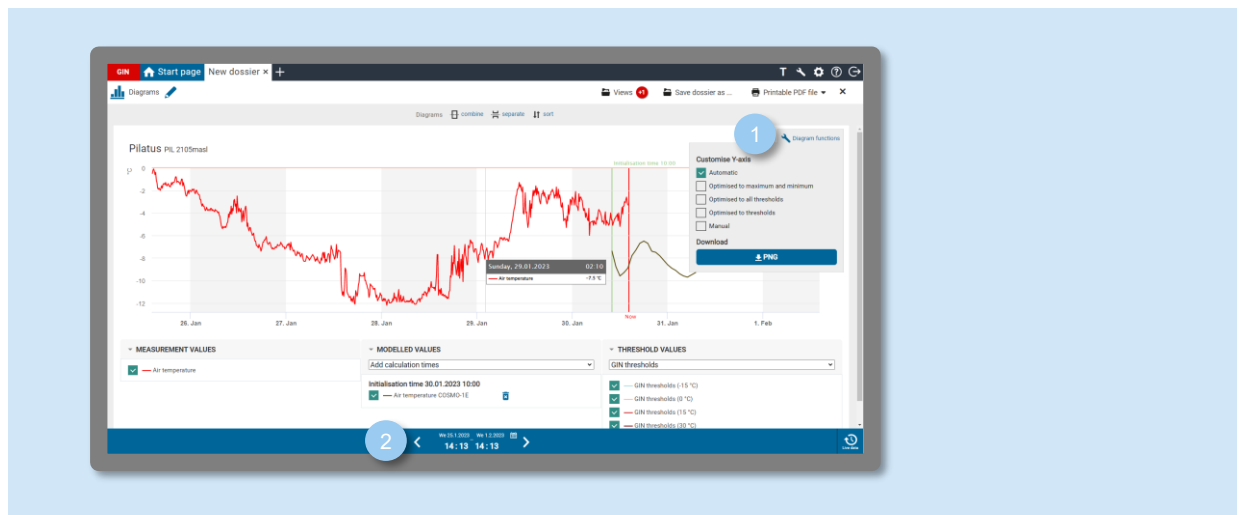 GIN Start page New dossier × +
T
Diagrams
Views +1 Save dossier as ... Printable PDF file ×
Diagrams combine separate sort
1
Diagram functions
Pilatus PIL 2105masl
Customise Y-axis
Automatic
Optimised to maximum and minimum
Optimised to all thresholds
Optimised to thresholds
Manual
Download
PNG
Initialisation time 10:00
°C
0
-2
-4
-6
-8
-10
-12
Sunday, 29.01.2023 02:10
Air temperature -7.5 °C
Now
26. Jan 27. Jan 28. Jan 29. Jan 30. Jan 31. Jan 1. Feb
MEASUREMENT VALUES
Air temperature
MODELLED VALUES
Add calculation times
Initialisation time 30.01.2023 10:00
Air temperature COSMO-1E
THRESHOLD VALUES
GIN thresholds
GIN thresholds (-15 °C)
GIN thresholds (0 °C)
GIN thresholds (15 °C)
GIN thresholds (30 °C)
2
We 25.1.2023 We 1.2.2023
14:13 14:13
Live data